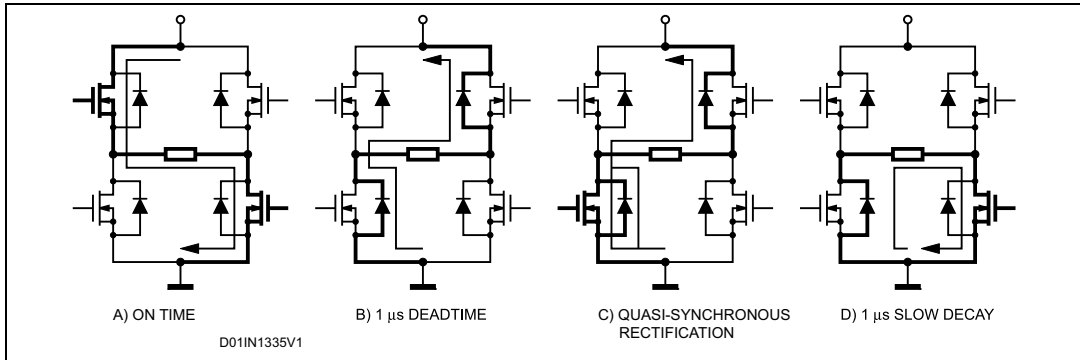 A) ON TIME
B) 1 μs DEADTIME
C) QUASI-SYNCHRONOUS
RECTIFICATION
D) 1 μs SLOW DECAY
D01IN1335V1